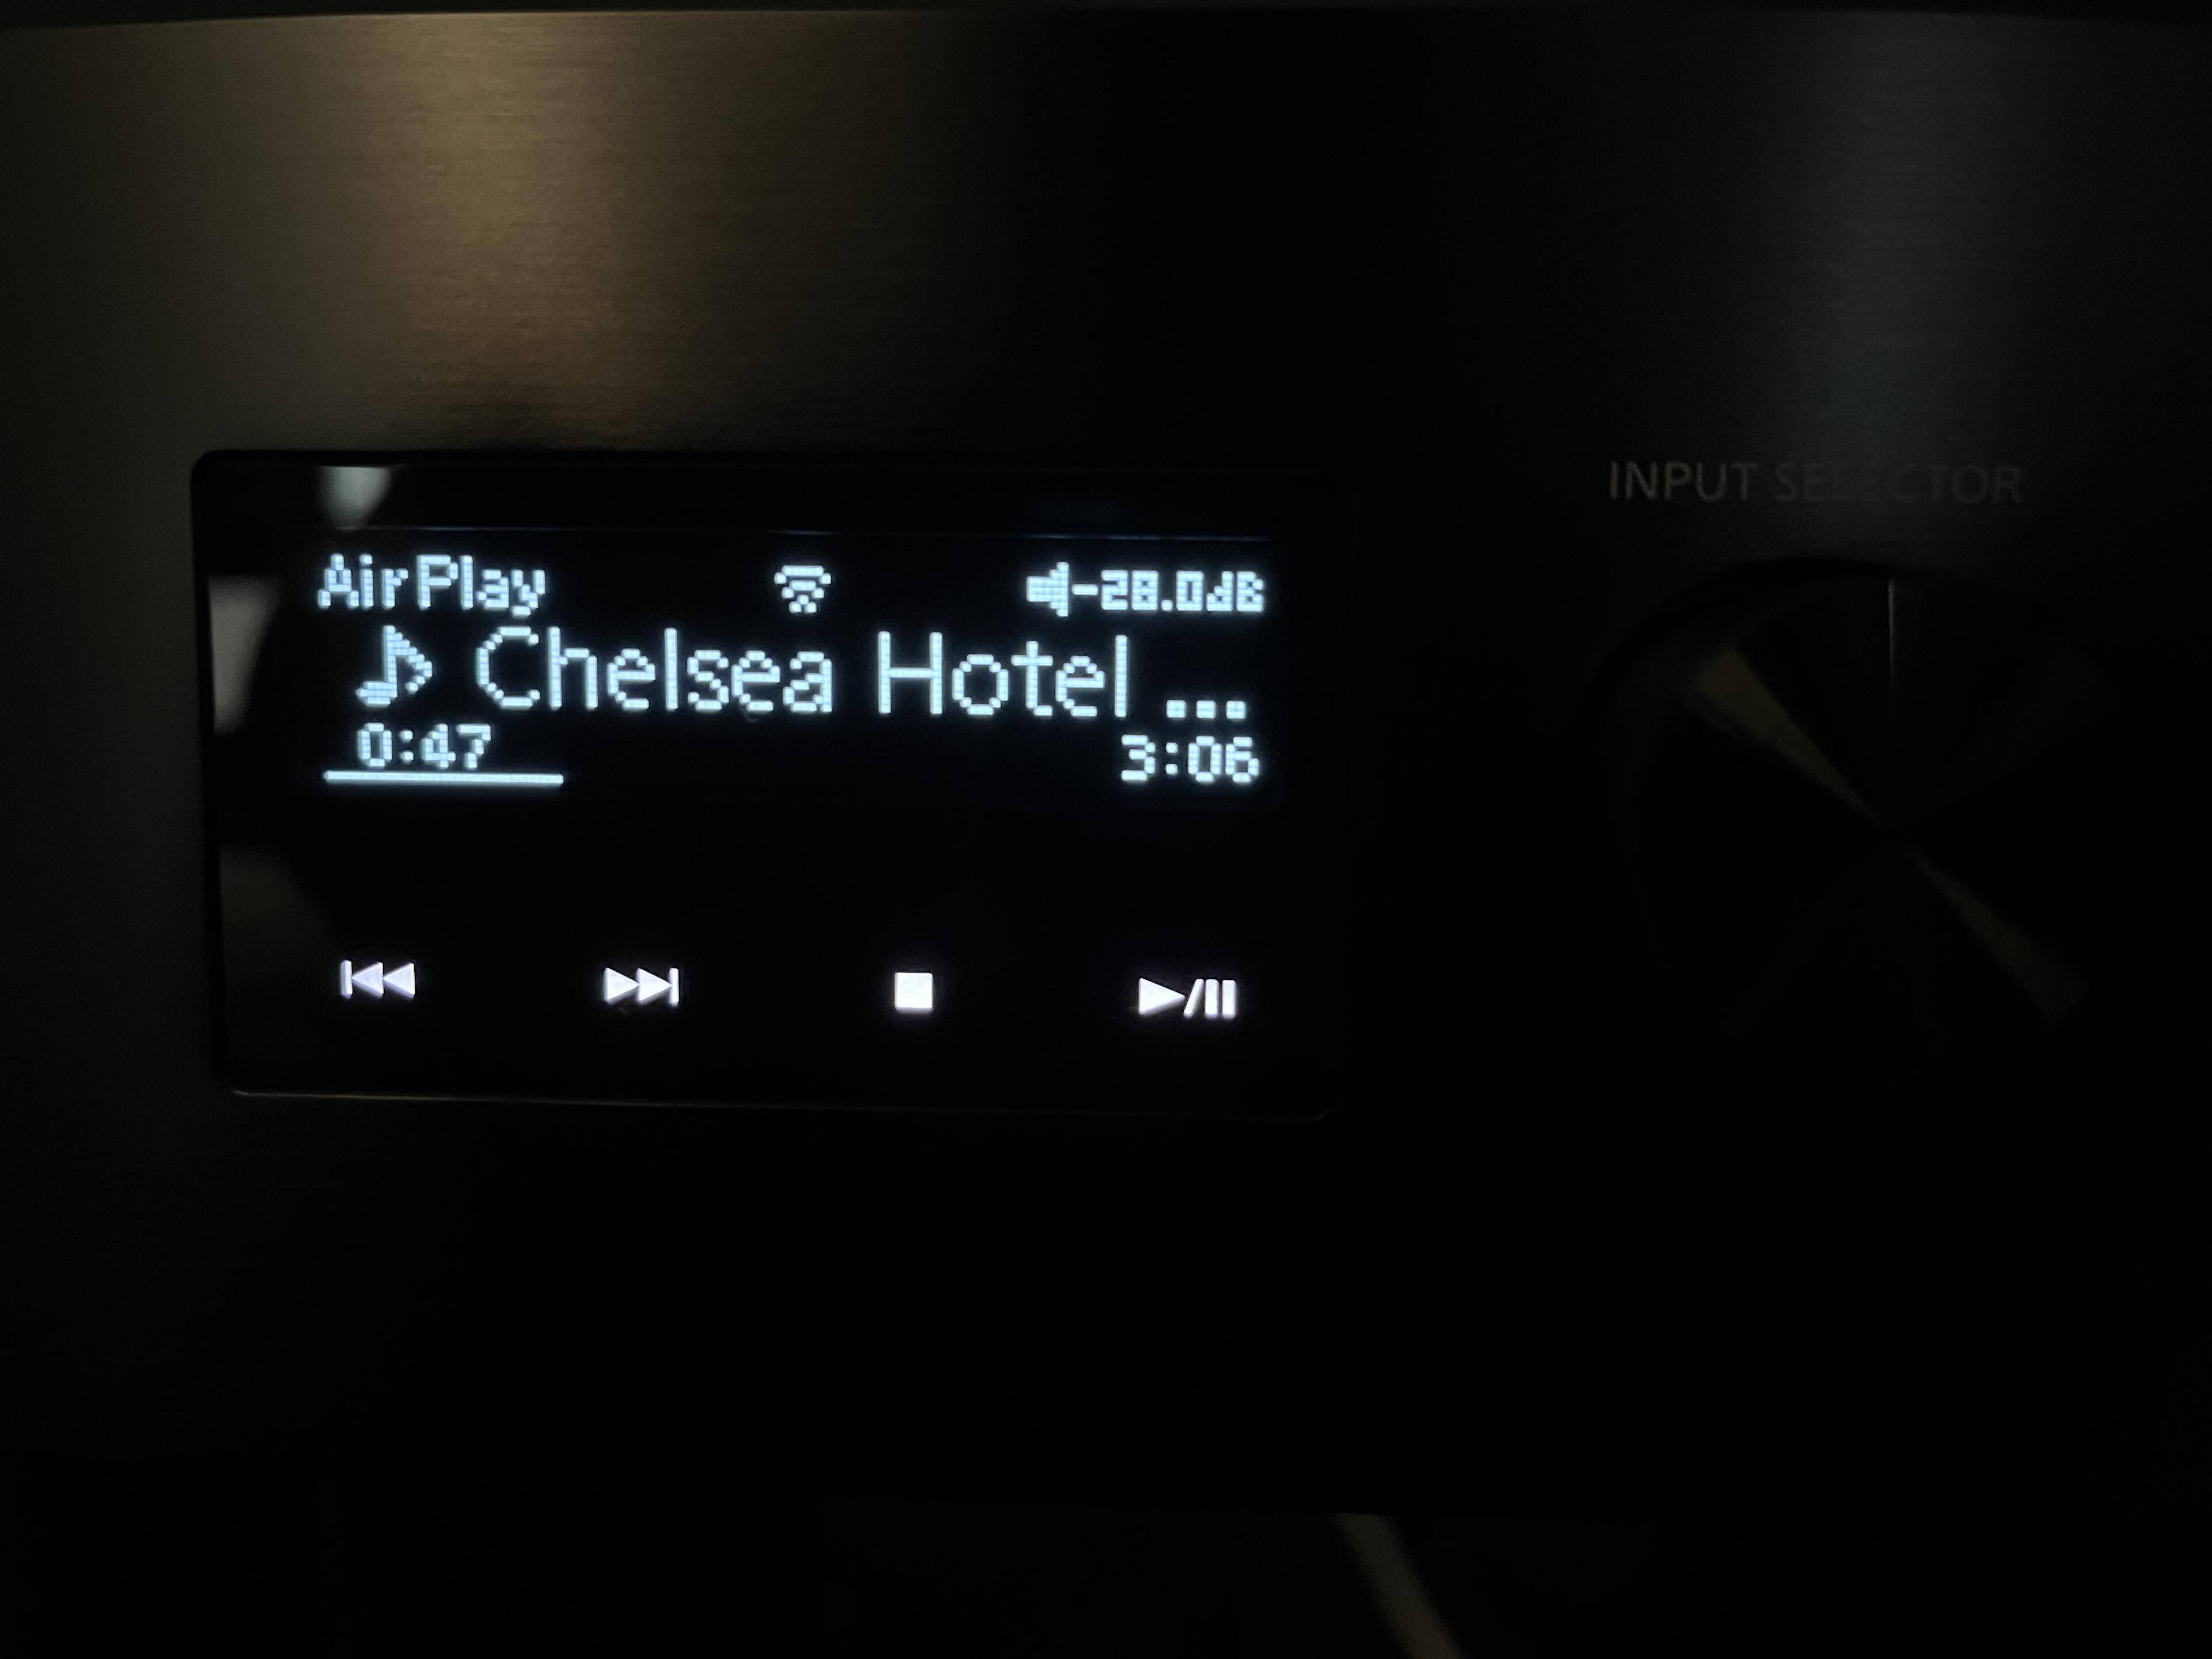 INPUT SELECTOR
AirPlay -28.0dB
Chelsea Hotel ...
0:47 3:06